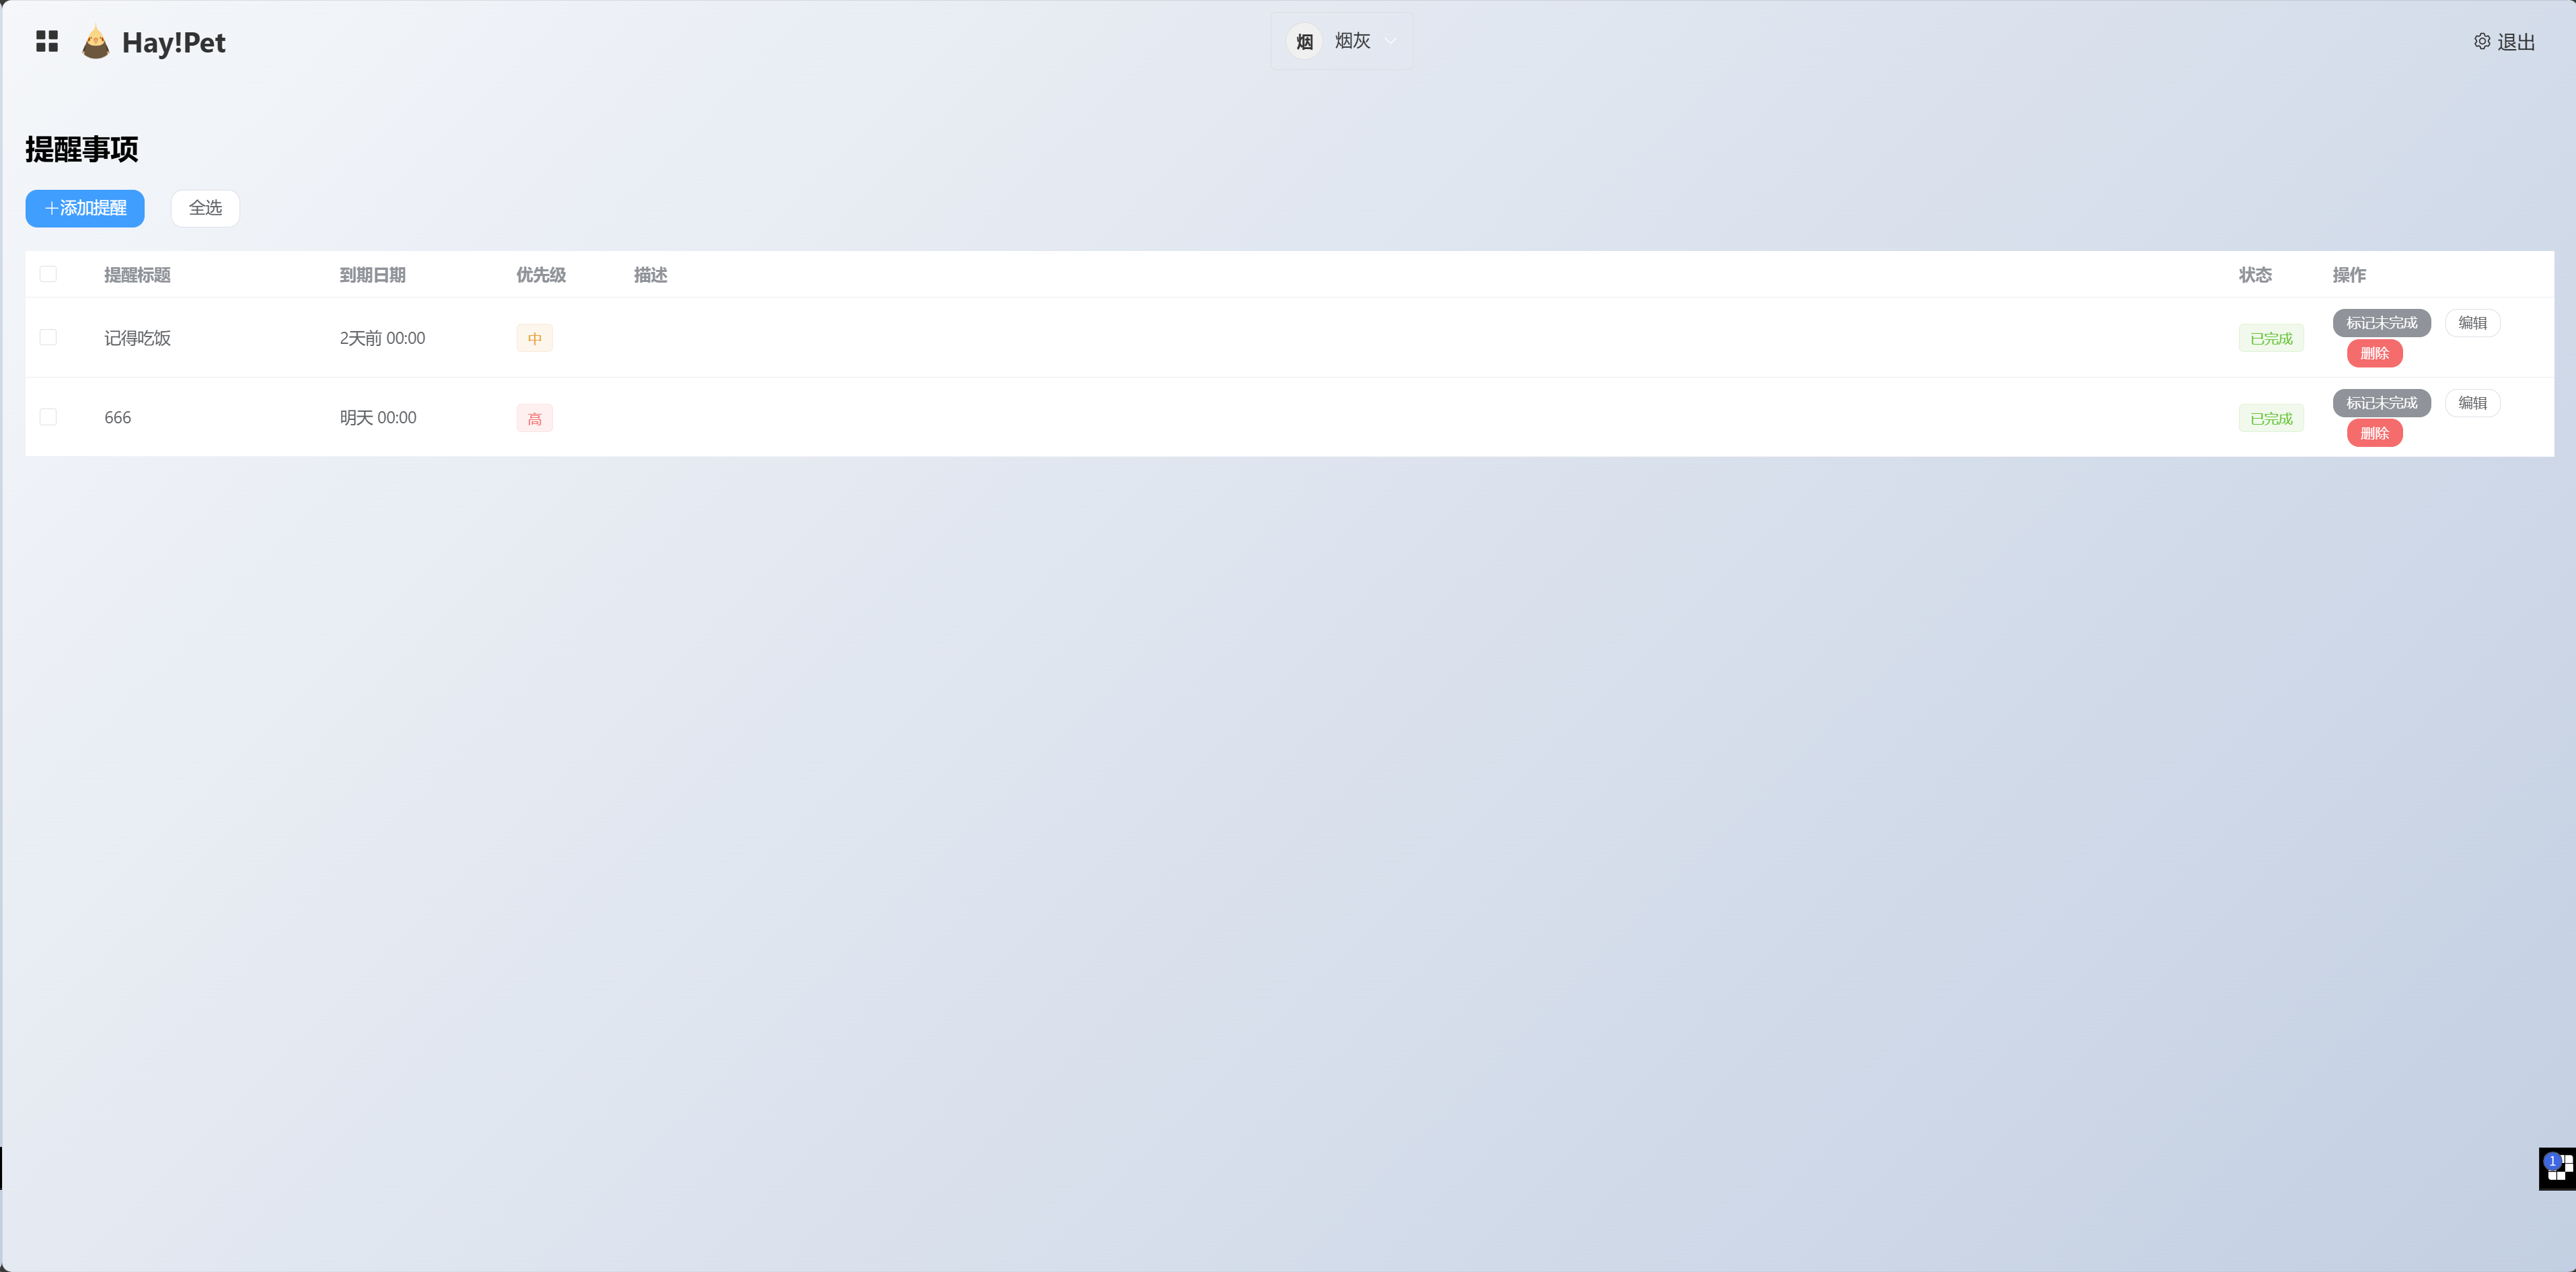 Hay!Pet
烟 烟灰
退出
提醒事项
+添加提醒 全选
提醒标题 到期日期 优先级 描述 状态 操作
记得吃饭 2天前 00:00 中 已完成 标记未完成 编辑
删除
666 明天 00:00 高 已完成 标记未完成 编辑
删除
1